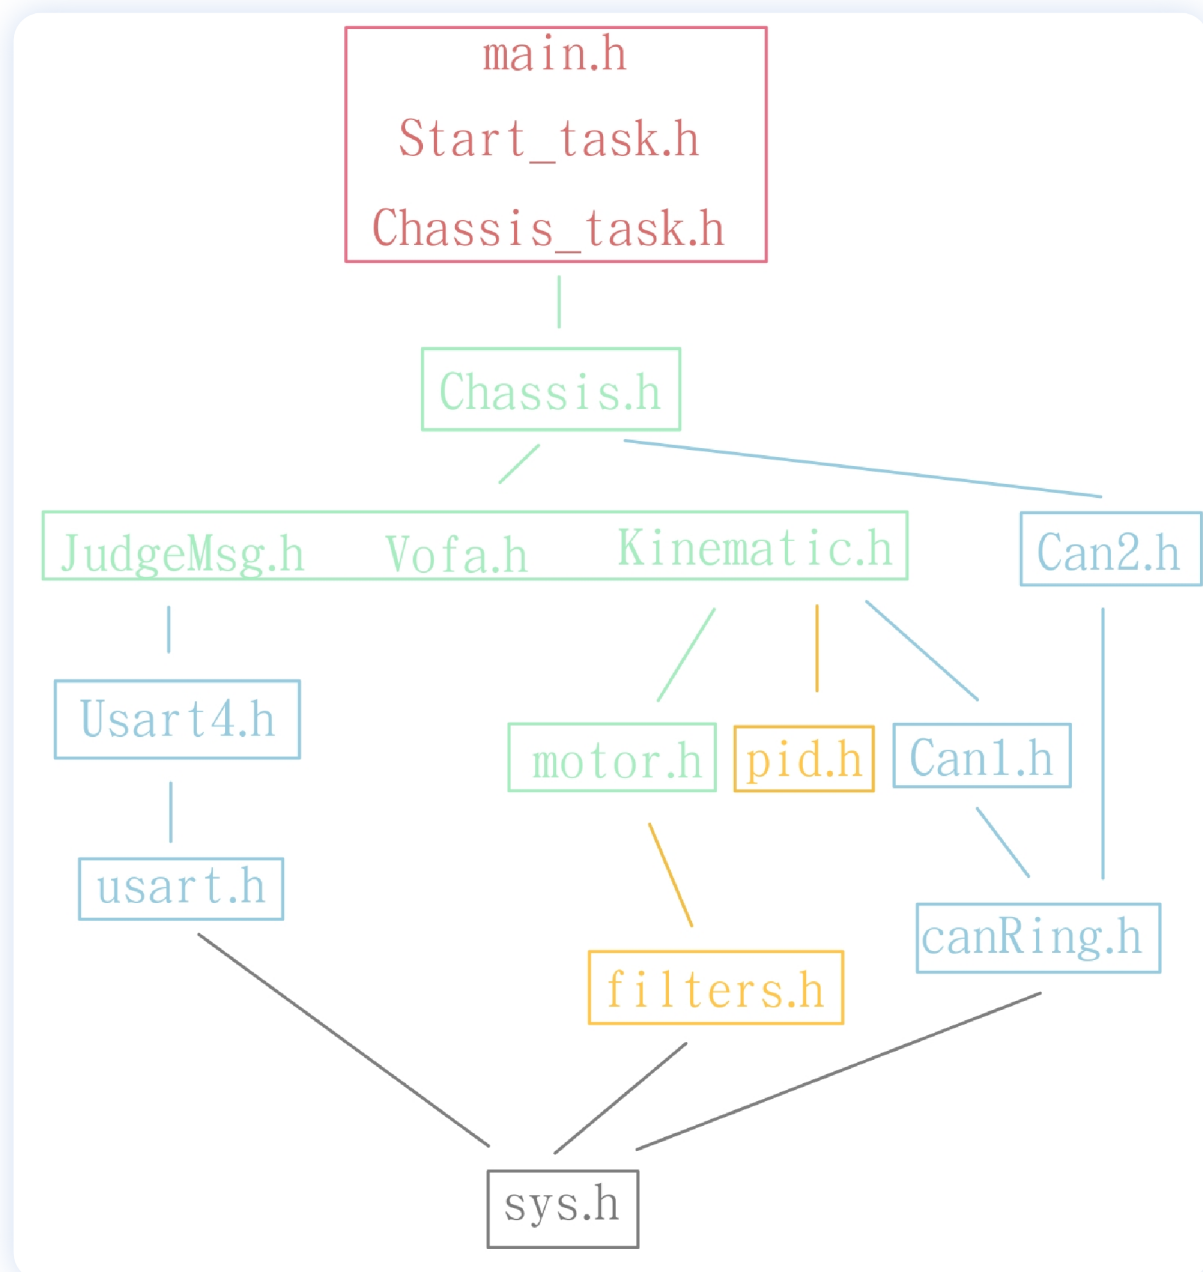 main.h
Start_task.h
Chassis_task.h
Chassis.h
JudgeMsg.h Vofa.h Kinematic.h Can2.h
Usart4.h motor.h pid.h Can1.h
usart.h canRing.h
filters.h
sys.h